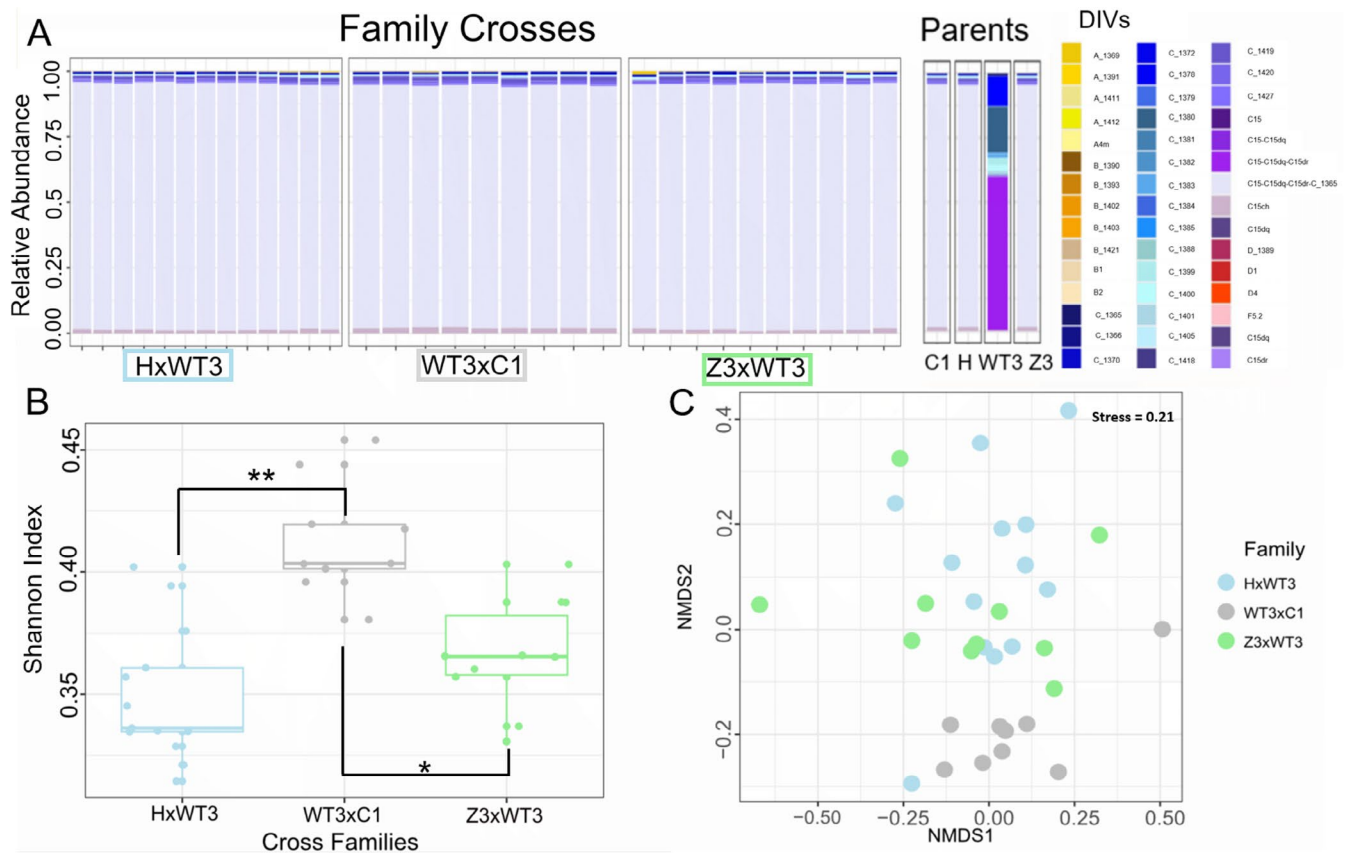 A
Family Crosses
Parents
DIVs
Relative Abundance
1.00
0.75
0.5
0.25
0.00
HxWT3
WT3xC1
Z3xWT3
C1 H WT3 Z3
A_1369
A_1391
A_1411
A_1412
A4m
B_1390
B_1393
B_1402
B_1403
B_1421
B1
B2
C_1365
C_1366
C_1370
C_1372
C_1378
C_1379
C_1380
C_1381
C_1382
C_1383
C_1384
C_1385
C_1388
C_1399
C_1400
C_1401
C_1405
C_1418
C_1419
C_1420
C_1427
C15
C15-C15dq
C15-C15dq-C15dr
C15-C15dq-C15dr-C_1365
C15ch
C15dq
D_1389
D1
D4
F5.2
C15dq
C15dr
B
Shannon Index
0.45
0.40
0.35
**
*
HxWT3
WT3xC1
Z3xWT3
Cross Families
C
Stress = 0.21
NMDS2
0.4
0.2
0.0
−0.2
−0.50
−0.25
0.00
0.25
0.50
NMDS1
Family
HxWT3
WT3xC1
Z3xWT3